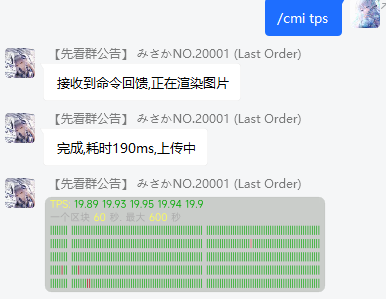 /cmi tps
【先看群公告】 みさかNO.20001 (Last Order)
接收到命令回馈,正在渲染图片
【先看群公告】 みさかNO.20001 (Last Order)
完成,耗时190ms,上传中
【先看群公告】 みさかNO.20001 (Last Order)
TPS: 19.89 19.93 19.95 19.94 19.9
一个区块 60 秒. 最大 600 秒